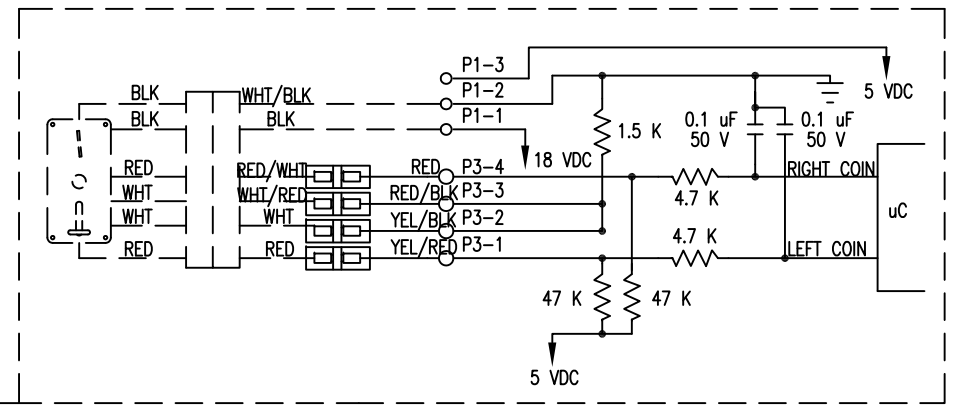 P1-3
BLK
WHT/BLK
P1-2
5 VDC
BLK
BLK
P1-1
1.5 K
0.1 uF
50 V
0.1 uF
50 V
18 VDC
RED
RED/WHT
RED
P3-4
RIGHT COIN
WHT
WHT/RED
RED/BLK
P3-3
4.7 K
uC
WHT
WHT
YEL/BLK
P3-2
RED
RED
YEL/RED
P3-1
4.7 K
LEFT COIN
47 K
47 K
5 VDC